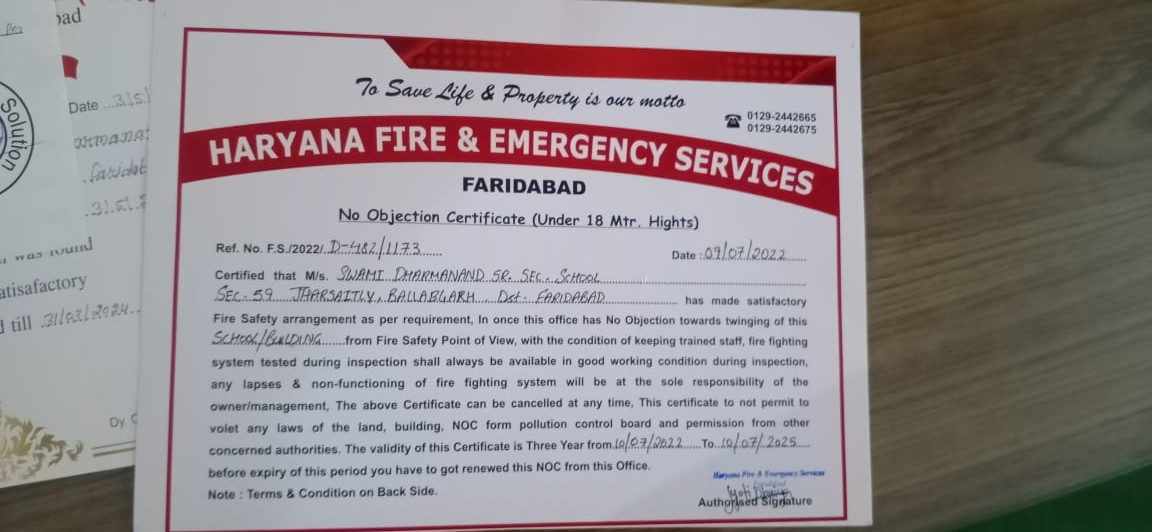 bad
Date ...3.1.5.
Solution
was found
atisafactory
d till .31/03/2024..
Dy. C
To Save Life & Property is our motto
0129-2442665
0129-2442675
HARYANA FIRE & EMERGENCY SERVICES
FARIDABAD
No Objection Certificate (Under 18 Mtr. Hights)
Ref. No. F.S./2022/ D-482/1173...... Date :09/07/2022.....
Certified that M/s. SWAMI DHARMANAND SR. SEC. SCHOOL
SEC. 59 JHARSAITLY, BALLABGARH, Dst. FARIDABAD has made satisfactory
Fire Safety arrangement as per requirement, In once this office has No Objection towards twinging of this
SCHOOL/BUILDING......from Fire Safety Point of View, with the condition of keeping trained staff, fire fighting
system tested during inspection shall always be available in good working condition during inspection,
any lapses & non-functioning of fire fighting system will be at the sole responsibility of the
owner/management, The above Certificate can be cancelled at any time, This certificate to not permit to
volet any laws of the land, building, NOC form pollution control board and permission from other
concerned authorities. The validity of this Certificate is Three Year from.10/07/2022.....To..10/07/2025....
before expiry of this period you have to got renewed this NOC from this Office.
Note : Terms & Condition on Back Side.
Haryana Fire & Emergency Services
Faridabad
Authorised Signature